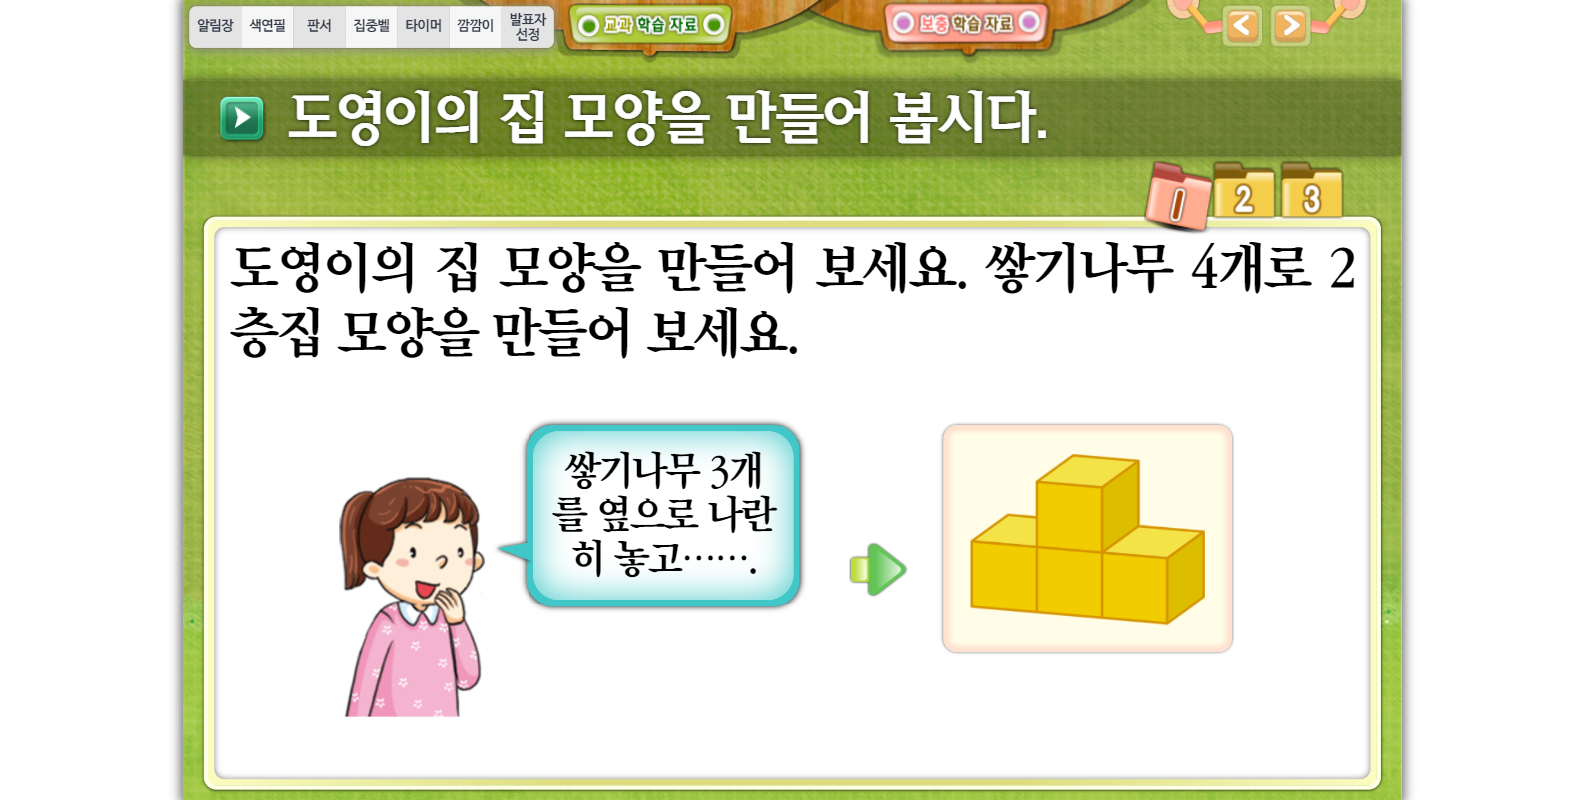 알림장 색연필 판서 집중벨 타이머 깜깜이 발표자
선정
교과 학습 자료
보충 학습 자료
도영이의 집 모양을 만들어 봅시다.
1 2 3
도영이의 집 모양을 만들어 보세요. 쌓기나무 4개로 2
층집 모양을 만들어 보세요.
쌓기나무 3개
를 옆으로 나란
히 놓고…….